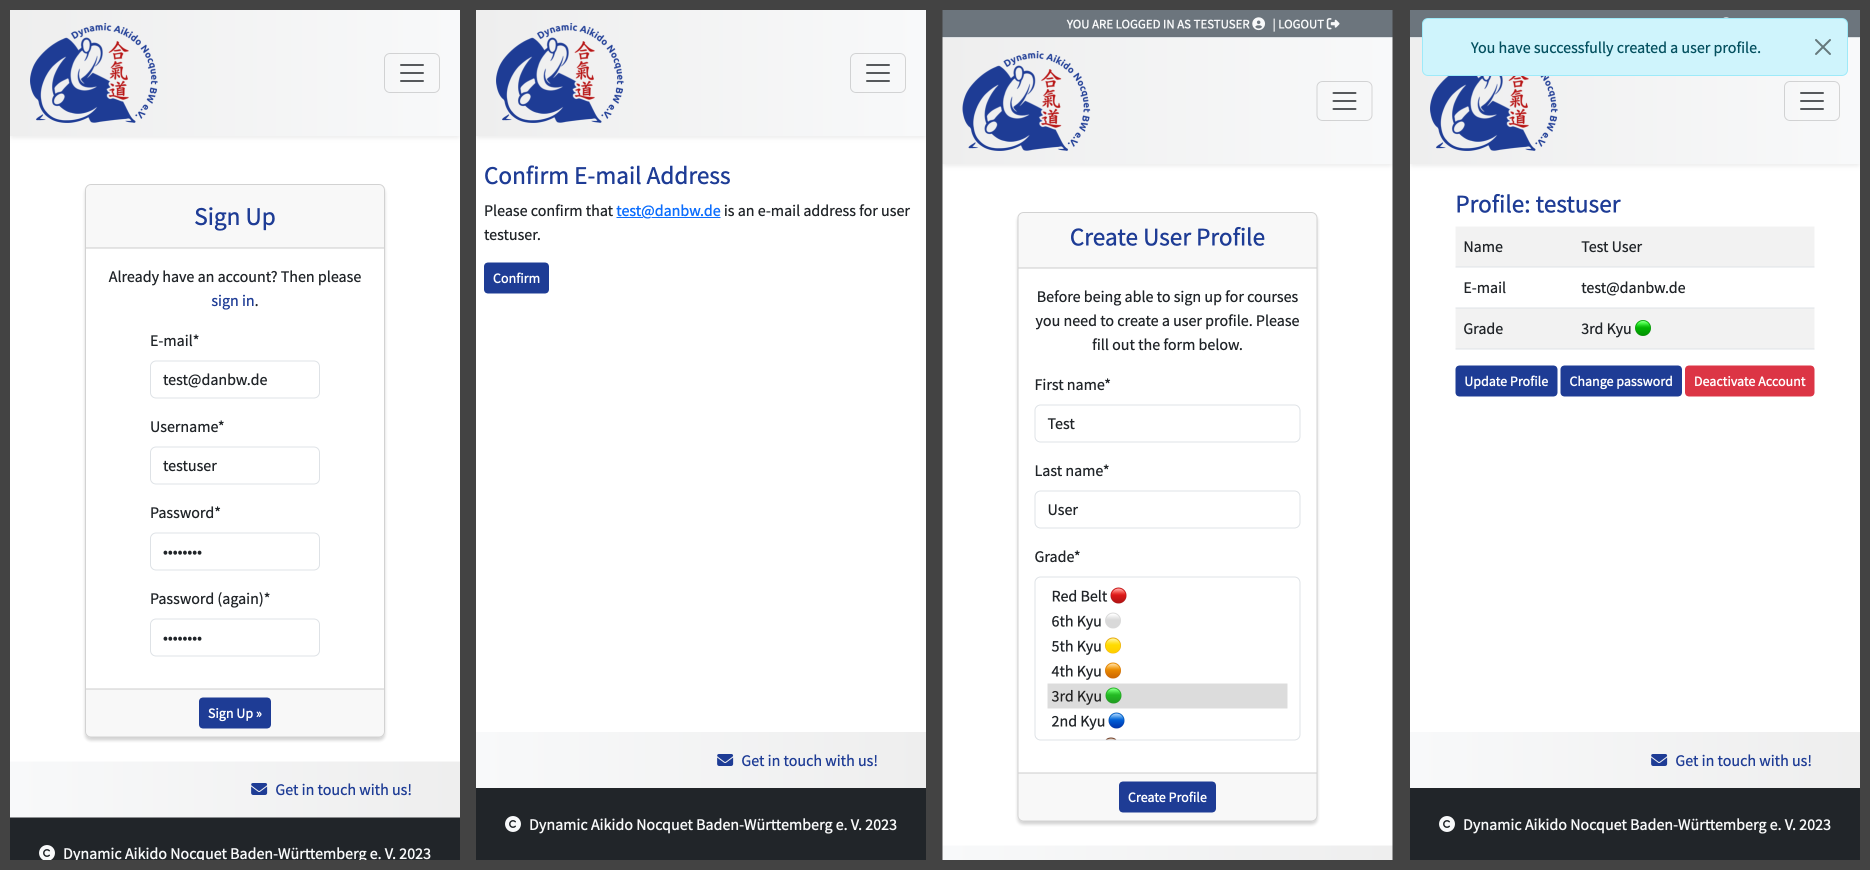 Dynamic Aikido Nocquet BW e.V.
合氣道
Sign Up
Already have an account? Then please
sign in.
E-mail*
test@danbw.de
Username*
testuser
Password*
••••••••
Password (again)*
••••••••
Sign Up »
Get in touch with us!
Dynamic Aikido Nocquet Baden-Württemberg e. V. 2023
Dynamic Aikido Nocquet BW e.V.
合氣道
Confirm E-mail Address
Please confirm that test@danbw.de is an e-mail address for user
testuser.
Confirm
Get in touch with us!
Dynamic Aikido Nocquet Baden-Württemberg e. V. 2023
YOU ARE LOGGED IN AS TESTUSER | LOGOUT
Dynamic Aikido Nocquet BW e.V.
合氣道
Create User Profile
Before being able to sign up for courses
you need to create a user profile. Please
fill out the form below.
First name*
Test
Last name*
User
Grade*
Red Belt
6th Kyu
5th Kyu
4th Kyu
3rd Kyu
2nd Kyu
Create Profile
You have successfully created a user profile.
Nocquet BW e.V.
氣道
Profile: testuser
Name Test User
E-mail test@danbw.de
Grade 3rd Kyu
Update Profile Change password Deactivate Account
Get in touch with us!
Dynamic Aikido Nocquet Baden-Württemberg e. V. 2023